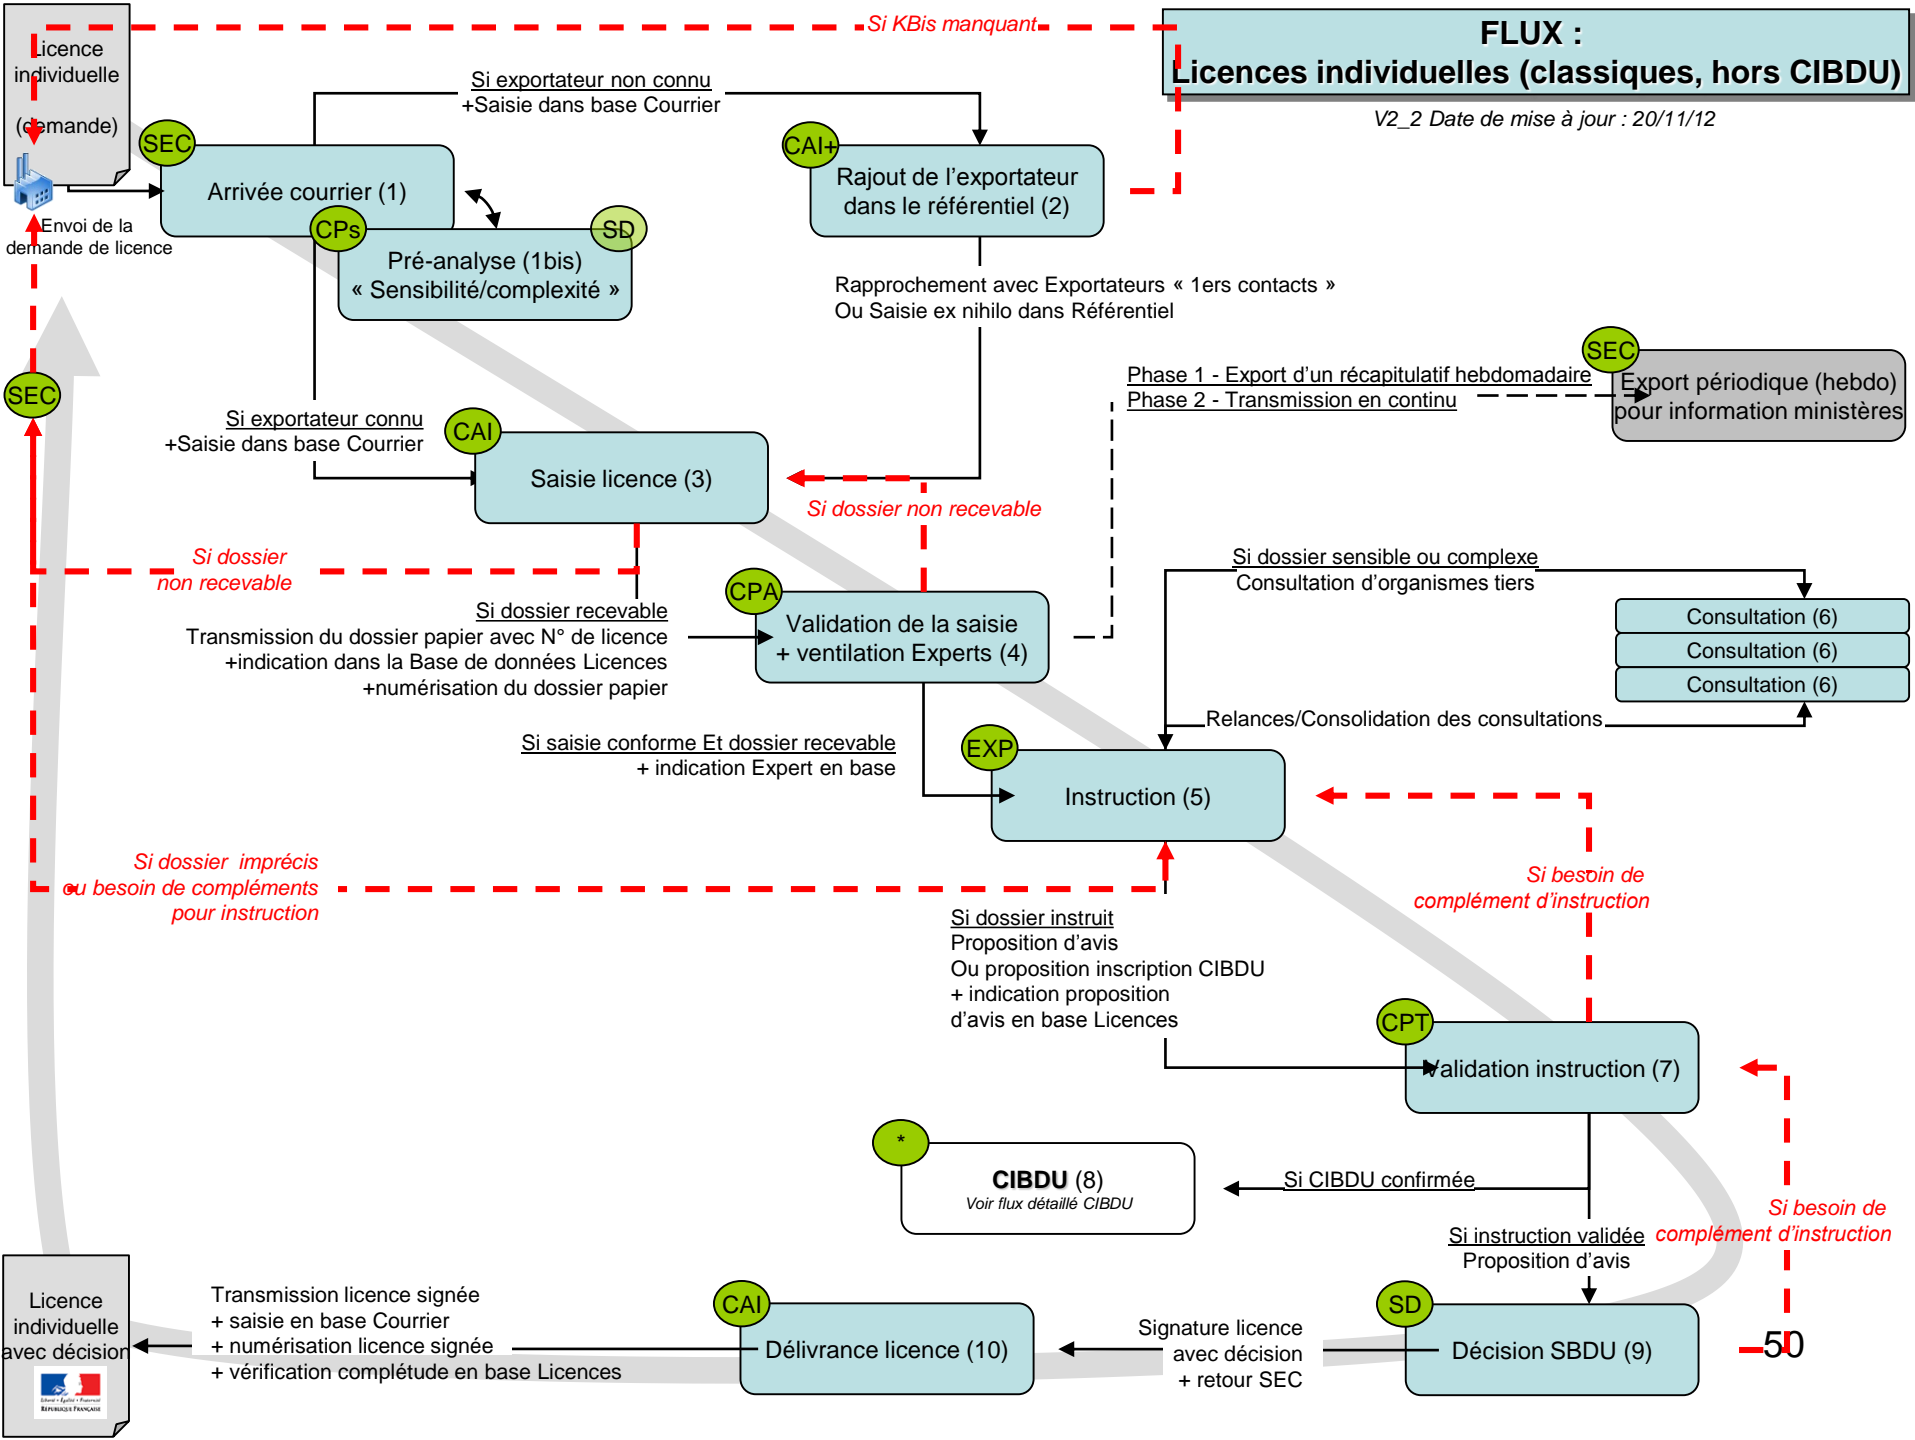 Si KBis manquant
FLUX :
Licences individuelles (classiques, hors CIBDU)
V2_2 Date de mise à jour : 20/11/12
Licence
individuelle
(demande)
Envoi de la
demande de licence
Si exportateur non connu
+Saisie dans base Courrier
SEC
Arrivée courrier (1)
CAI+
Rajout de l’exportateur
dans le référentiel (2)
CPs
SD
Pré-analyse (1bis)
« Sensibilité/complexité »
Rapprochement avec Exportateurs « 1ers contacts »
Ou Saisie ex nihilo dans Référentiel
SEC
Phase 1 - Export d’un récapitulatif hebdomadaire
Phase 2 - Transmission en continu
SEC
Export périodique (hebdo)
pour information ministères
Si exportateur connu
+Saisie dans base Courrier
CAI
Saisie licence (3)
Si dossier non recevable
Si dossier
non recevable
Si dossier sensible ou complexe
Consultation d’organismes tiers
Si dossier recevable
Transmission du dossier papier avec N° de licence
+indication dans la Base de données Licences
+numérisation du dossier papier
CPA
Validation de la saisie
+ ventilation Experts (4)
Consultation (6)
Consultation (6)
Consultation (6)
Relances/Consolidation des consultations
Si saisie conforme Et dossier recevable
+ indication Expert en base
EXP
Instruction (5)
Si dossier  imprécis
ou besoin de compléments
pour instruction
Si besoin de
complément d’instruction
Si dossier instruit
Proposition d’avis
Ou proposition inscription CIBDU
+ indication proposition
d’avis en base Licences
CPT
Validation instruction (7)
*
CIBDU (8)
Voir flux détaillé CIBDU
Si CIBDU confirmée
Si besoin de
complément d’instruction
Si instruction validée
Proposition d’avis
Licence
individuelle
avec décision
Liberté • Égalité • Fraternité
RÉPUBLIQUE FRANÇAISE
Transmission licence signée
+ saisie en base Courrier
+ numérisation licence signée
+ vérification complétude en base Licences
CAI
Délivrance licence (10)
Signature licence
avec décision
+ retour SEC
SD
Décision SBDU (9)
50